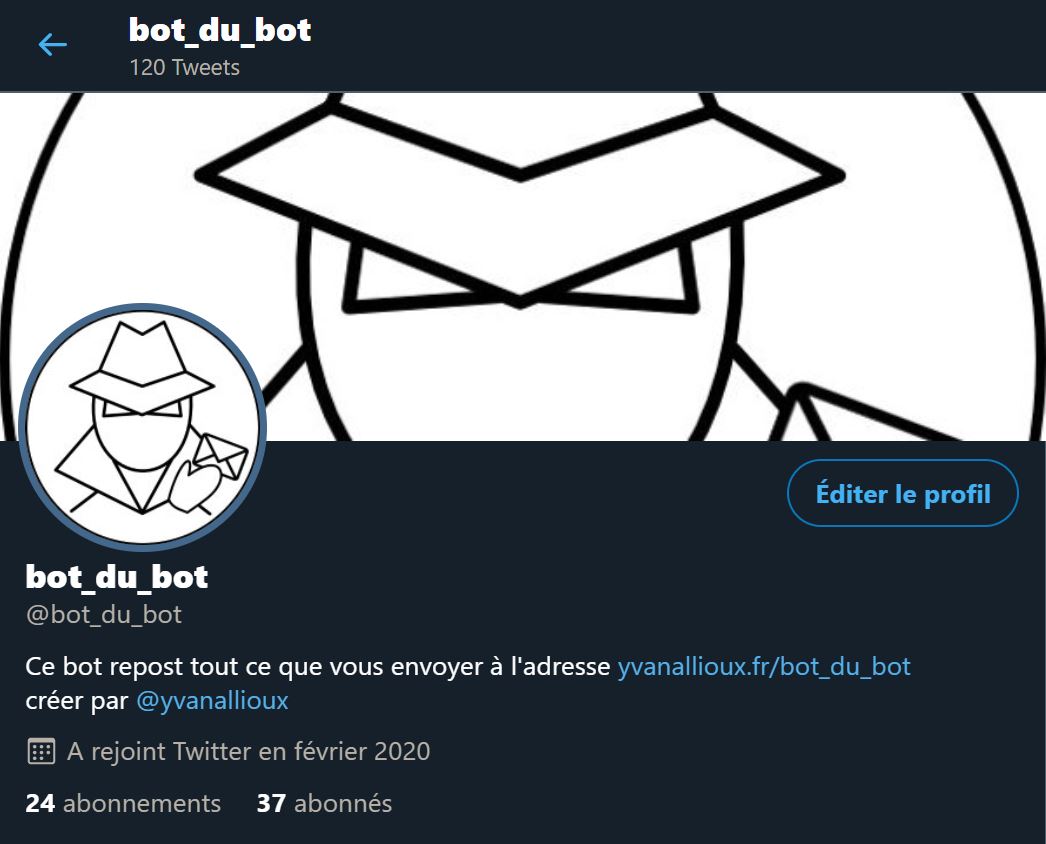 bot_du_bot
120 Tweets
Éditer le profil
bot_du_bot
@bot_du_bot
Ce bot repost tout ce que vous envoyer à l'adresse yvanallioux.fr/bot_du_bot
créer par @yvanallioux
A rejoint Twitter en février 2020
24 abonnements 37 abonnés